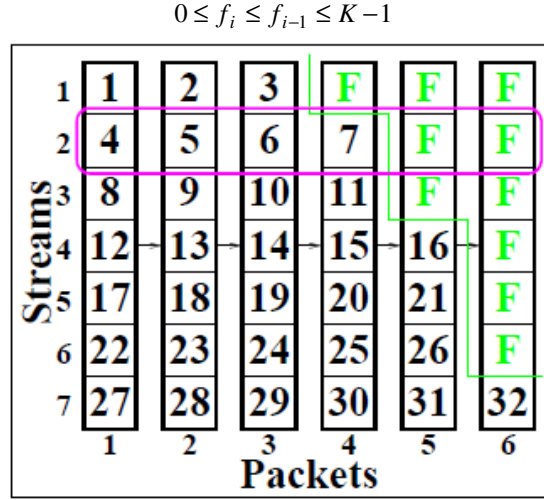 0 ≤ f_i ≤ f_{i−1} ≤ K −1
1 1 2 3 F F F
2 4 5 6 7 F F
3 8 9 10 11 F F
4 12 13 14 15 16 F
5 17 18 19 20 21 F
6 22 23 24 25 26 F
7 27 28 29 30 31 32
Streams
1 2 3 4 5 6
Packets